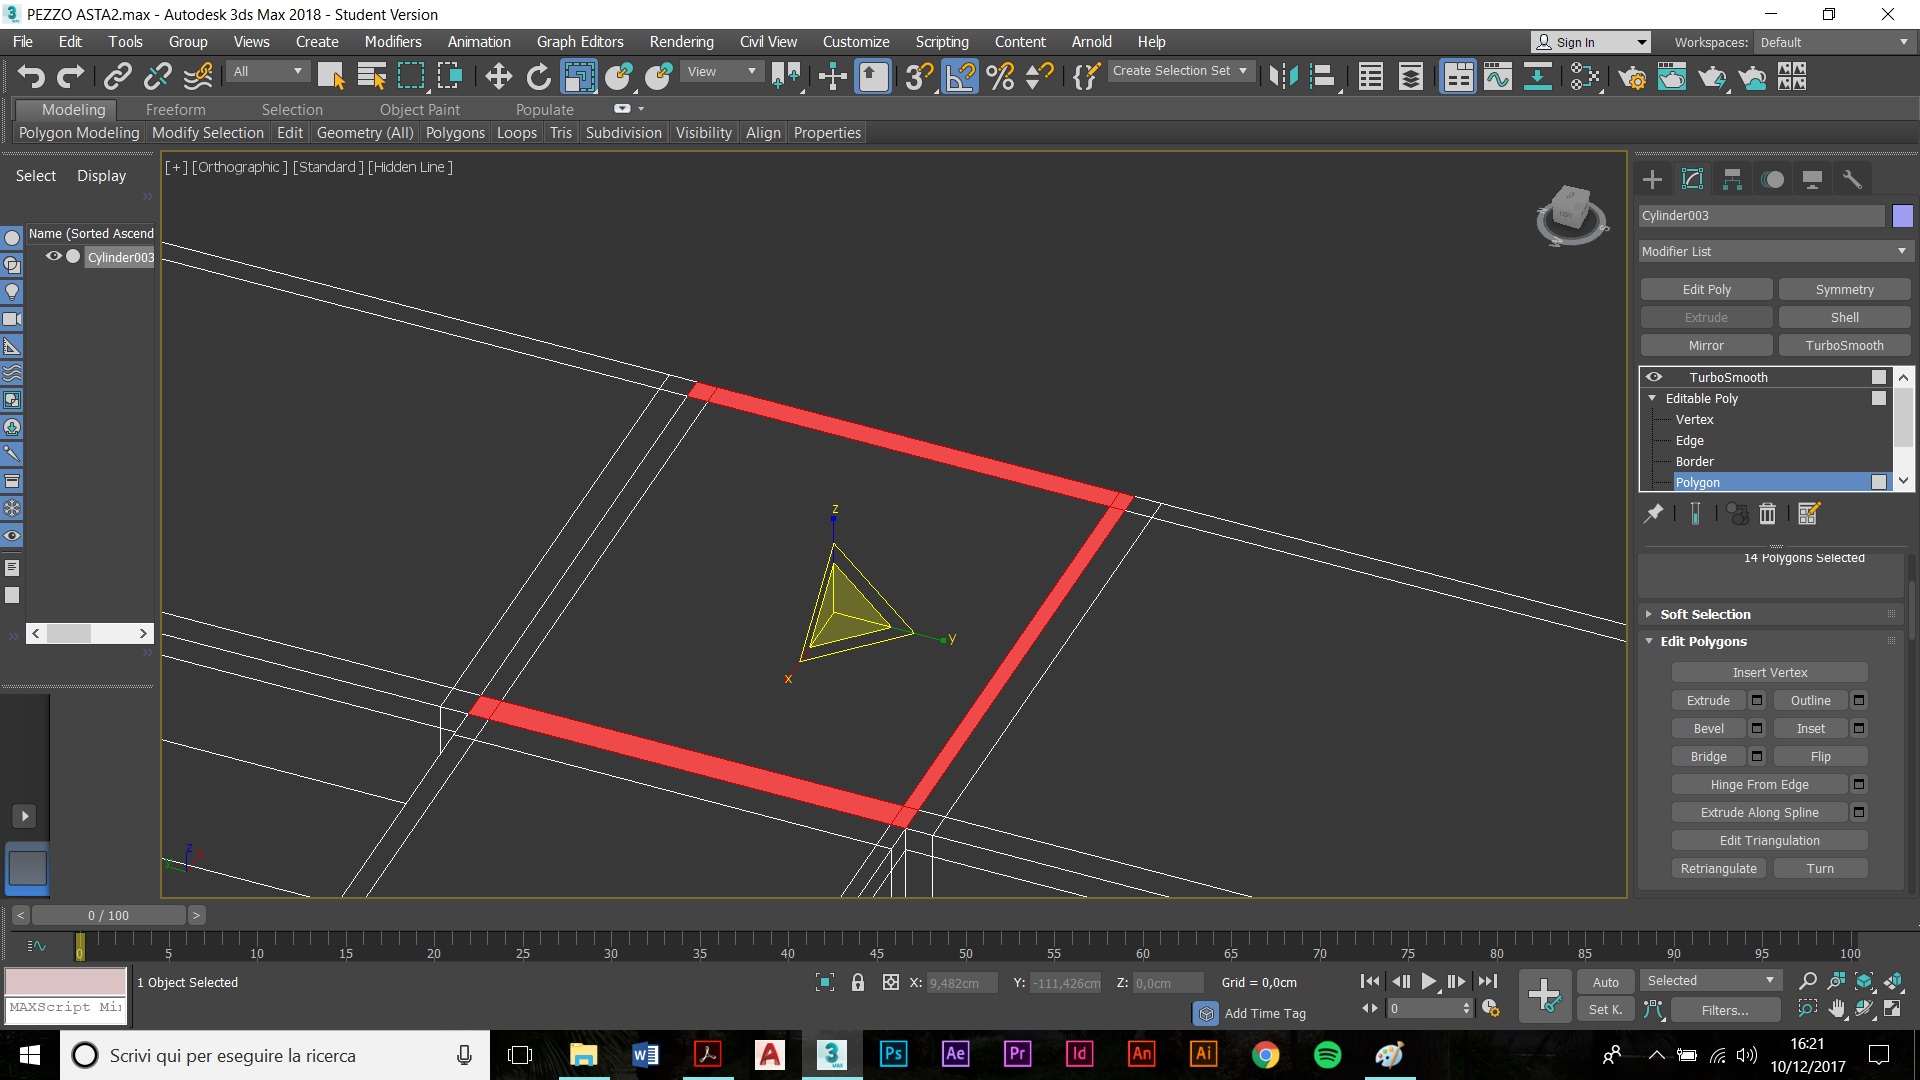 PEZZO ASTA2.max - Autodesk 3ds Max 2018 - Student Version
File Edit Tools Group Views Create Modifiers Animation Graph Editors Rendering Civil View Customize Scripting Content Arnold Help
Sign In Workspaces: Default
All View Create Selection Set
Modeling Freeform Selection Object Paint Populate
Polygon Modeling Modify Selection Edit Geometry (All) Polygons Loops Tris Subdivision Visibility Align Properties
Select Display
[+] [Orthographic ] [Standard ] [Hidden Line ]
Name (Sorted Ascend
Cylinder003
z
y
x
Cylinder003
Modifier List
Edit Poly Symmetry
Extrude Shell
Mirror TurboSmooth
TurboSmooth
Editable Poly
Vertex
Edge
Border
Polygon
14 Polygons Selected
Soft Selection
Edit Polygons
Insert Vertex
Extrude Outline
Bevel Inset
Bridge Flip
Hinge From Edge
Extrude Along Spline
Edit Triangulation
Retriangulate Turn
z
< 0 / 100 >
0 5 10 15 20 25 30 35 40 45 50 55 60 65 70 75 80 85 90 95 100
1 Object Selected X: 9,482cm Y: -111,426cm Z: 0,0cm Grid = 0,0cm Auto Selected
MAXScript Mi
Add Time Tag 0 Set K. Filters...
Scrivi qui per eseguire la ricerca
Ps Ae Pr Id An Ai
16:21
10/12/2017